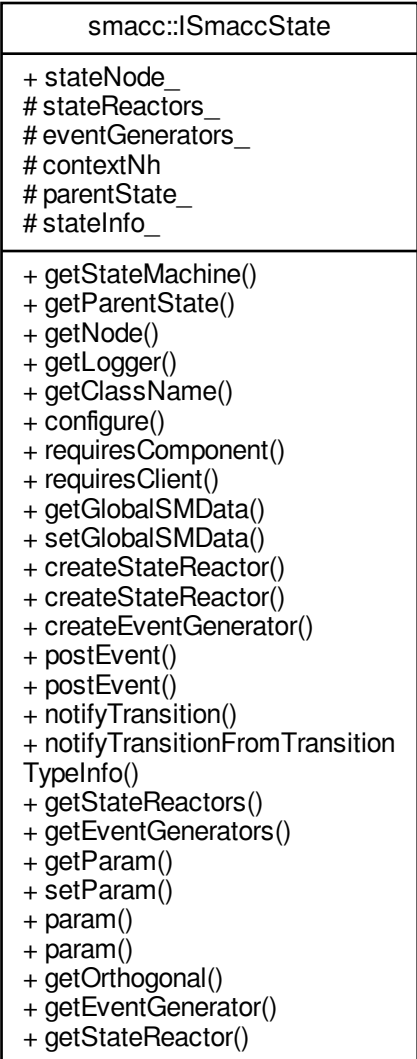 smacc::ISmaccState
+ stateNode_
# stateReactors_
# eventGenerators_
# contextNh
# parentState_
# stateInfo_
+ getStateMachine()
+ getParentState()
+ getNode()
+ getLogger()
+ getClassName()
+ configure()
+ requiresComponent()
+ requiresClient()
+ getGlobalSMData()
+ setGlobalSMData()
+ createStateReactor()
+ createStateReactor()
+ createEventGenerator()
+ postEvent()
+ postEvent()
+ notifyTransition()
+ notifyTransitionFromTransition
TypeInfo()
+ getStateReactors()
+ getEventGenerators()
+ getParam()
+ setParam()
+ param()
+ param()
+ getOrthogonal()
+ getEventGenerator()
+ getStateReactor()